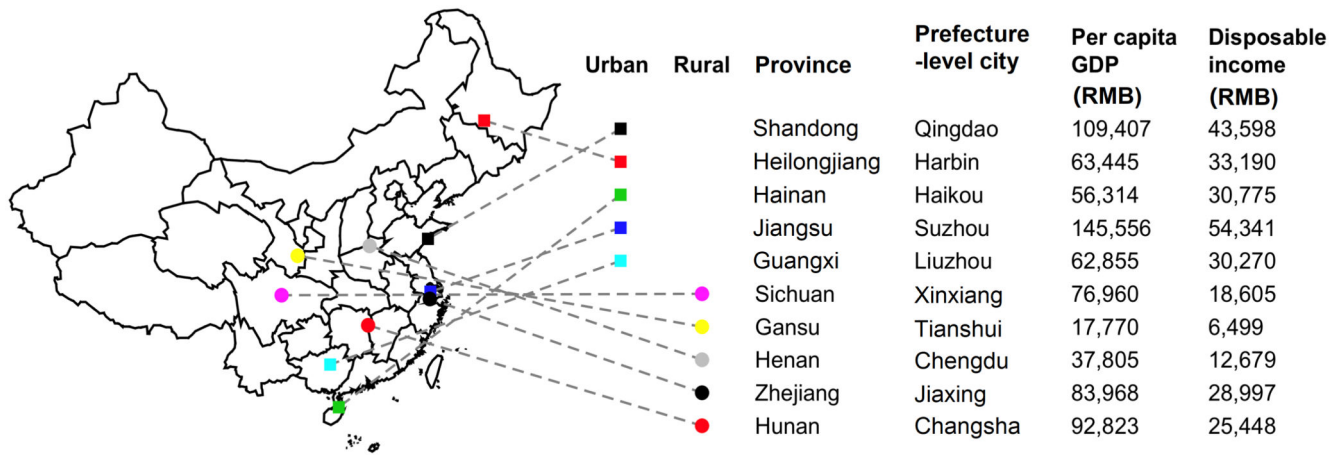 Urban Rural Province Prefecture -level city Per capita GDP (RMB) Disposable income (RMB)
Shandong Qingdao 109,407 43,598
Heilongjiang Harbin 63,445 33,190
Hainan Haikou 56,314 30,775
Jiangsu Suzhou 145,556 54,341
Guangxi Liuzhou 62,855 30,270
Sichuan Xinxiang 76,960 18,605
Gansu Tianshui 17,770 6,499
Henan Chengdu 37,805 12,679
Zhejiang Jiaxing 83,968 28,997
Hunan Changsha 92,823 25,448